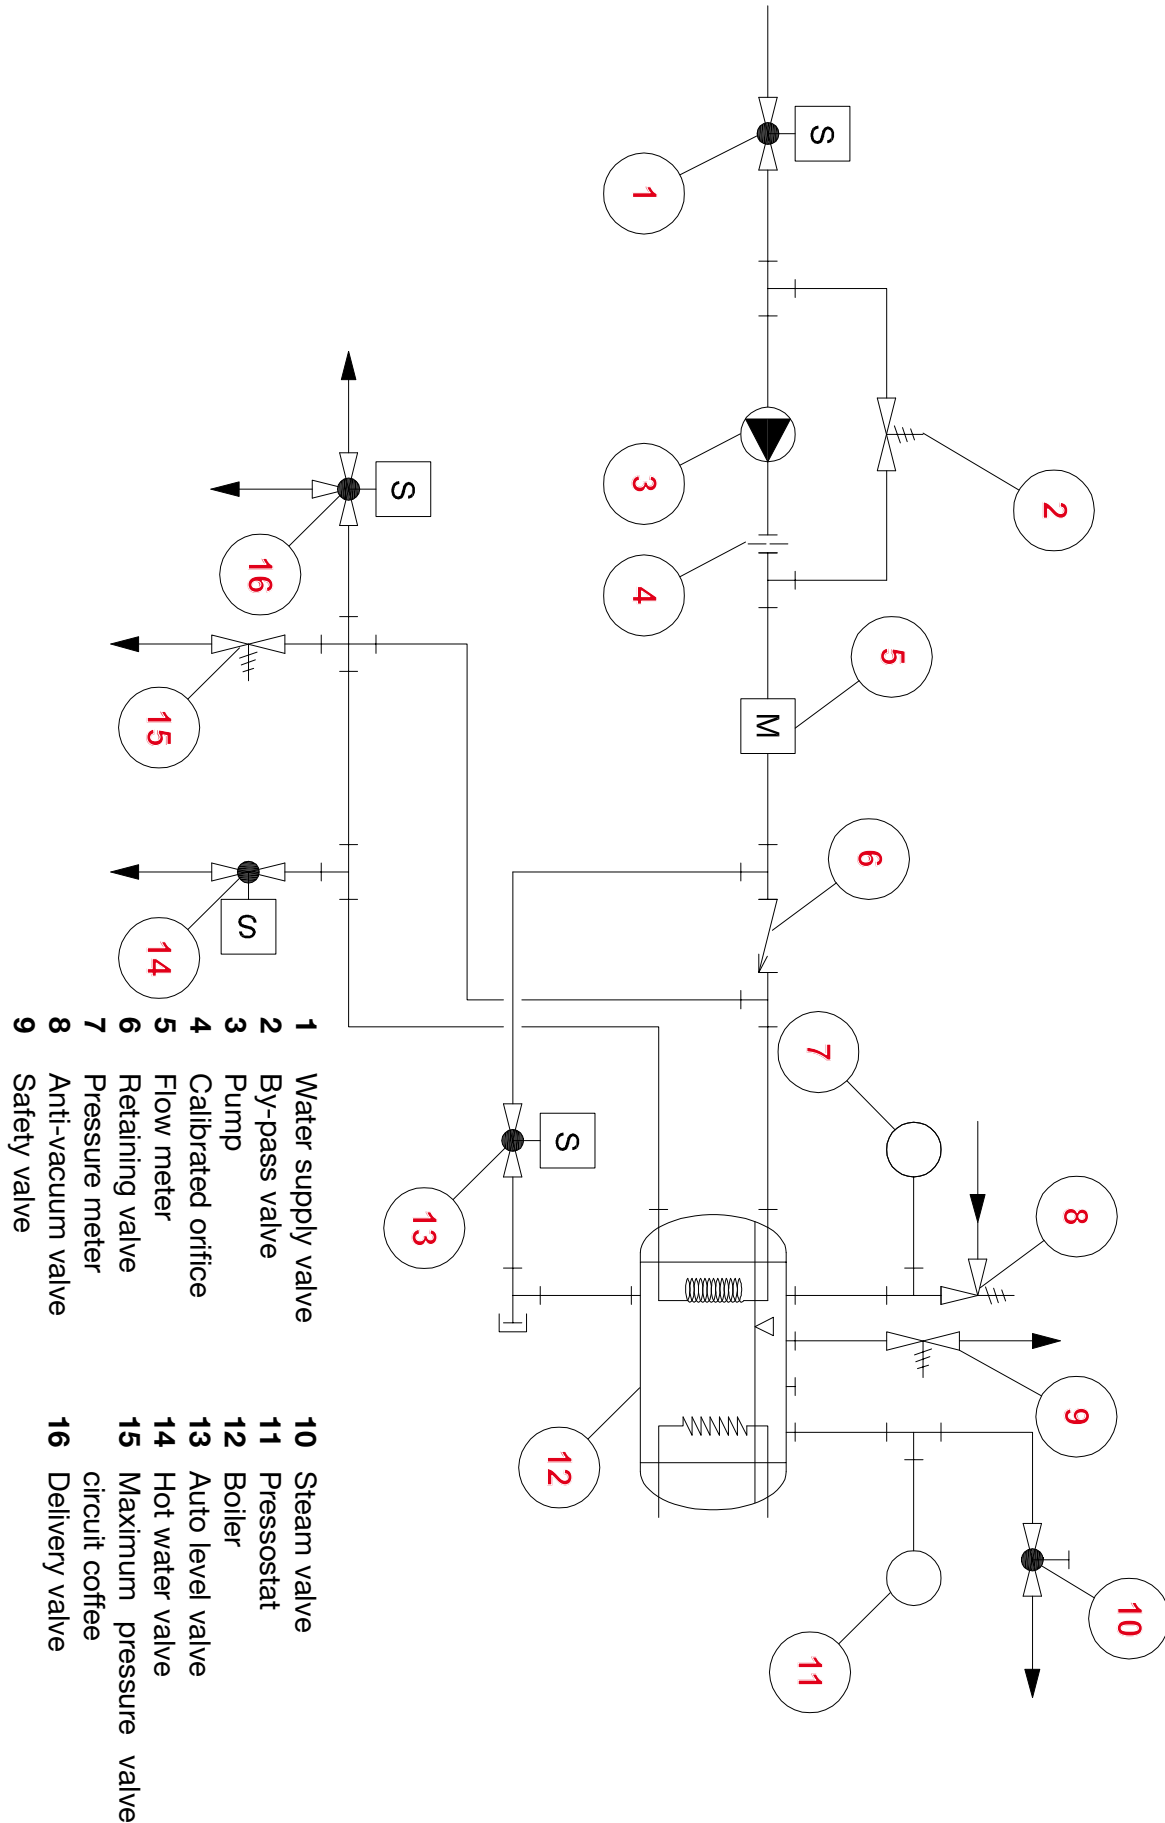 S
1
2
3
S
4
16
5
M
15
6
S
14
7
S
13
8
9
12
10
11
1 Water supply valve
2 By-pass valve
3 Pump
4 Calibrated orifice
5 Flow meter
6 Retaining valve
7 Pressure meter
8 Anti-vacuum valve
9 Safety valve
10 Steam valve
11 Pressostat
12 Boiler
13 Auto level valve
14 Hot water valve
15 Maximum pressure valve
circuit coffee
16 Delivery valve